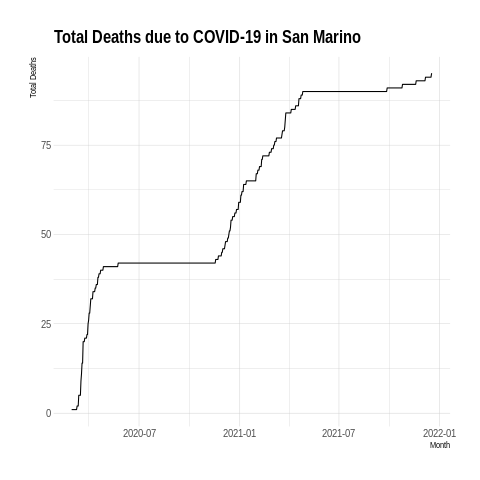 Total Deaths due to COVID-19 in San Marino
Total Deaths
75
50
25
0
2020-07 2021-01 2021-07 2022-01
Month